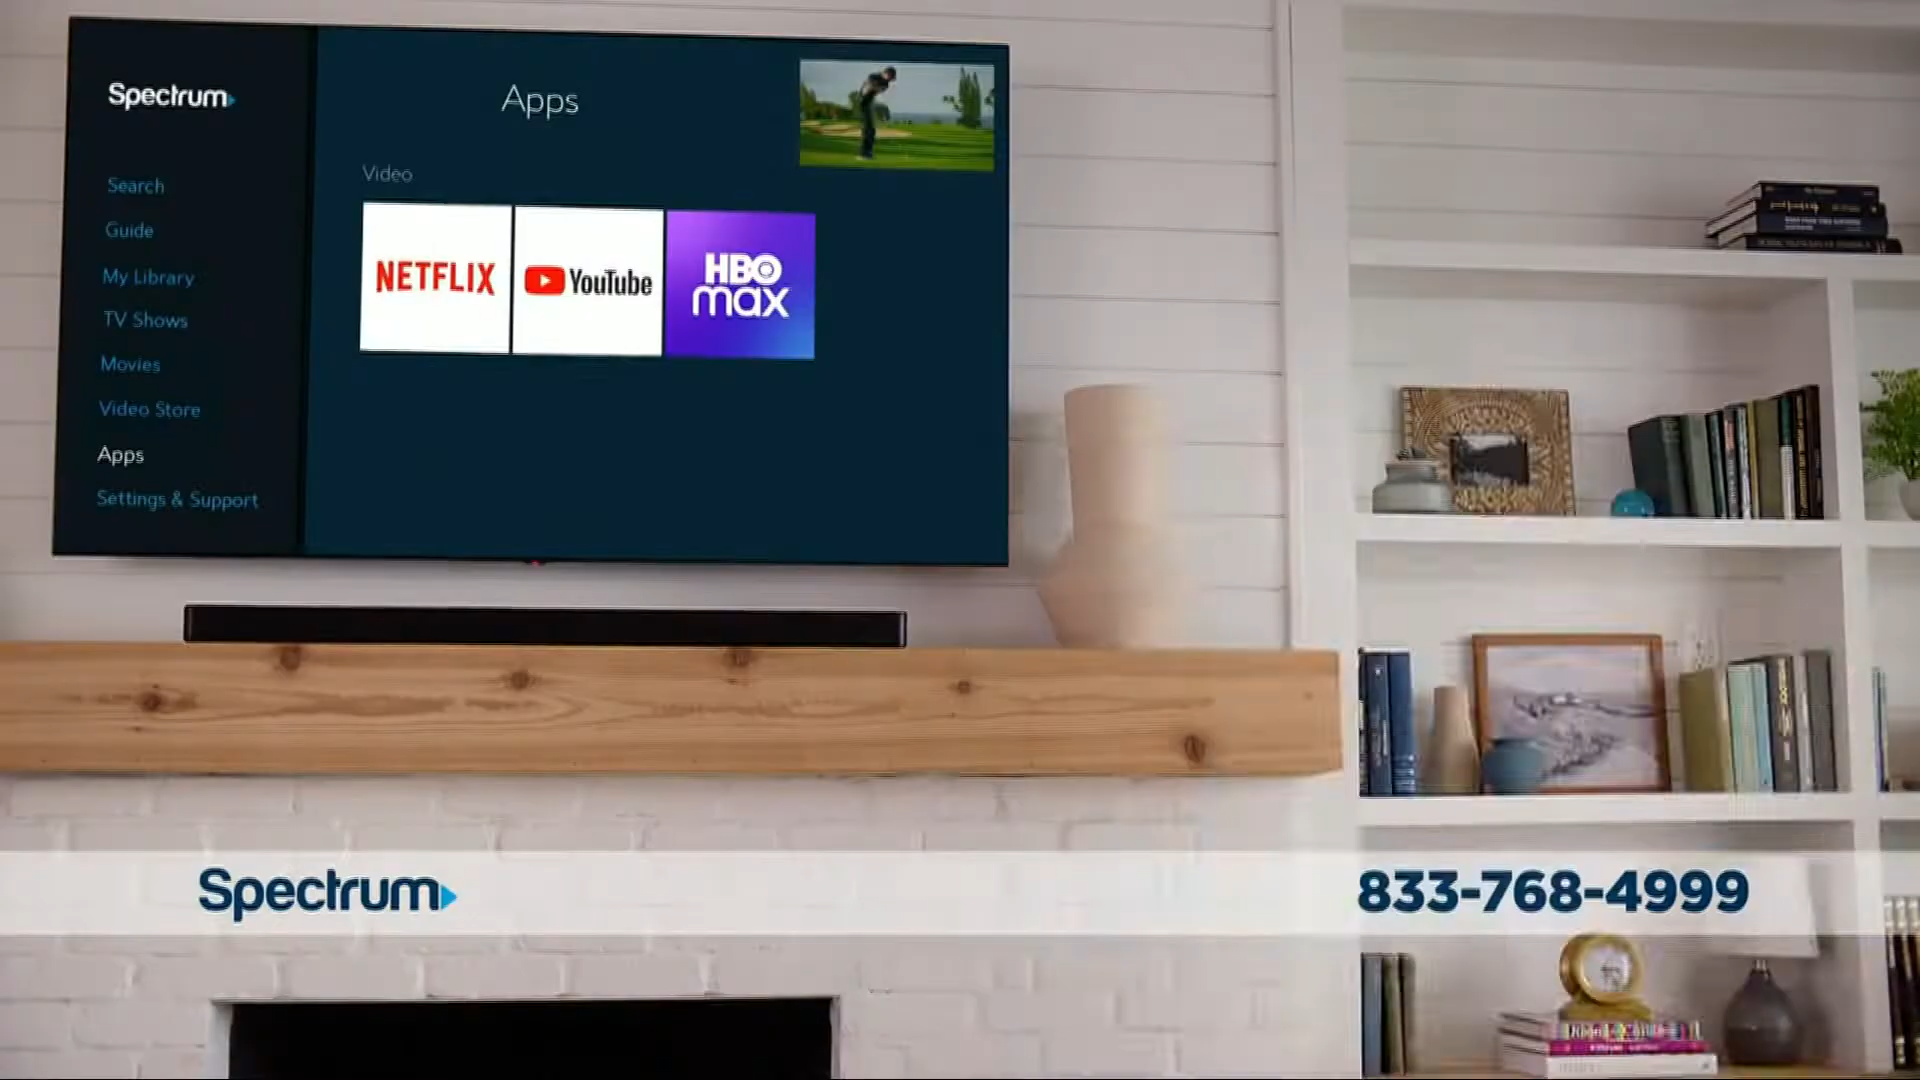 Spectrum
Apps
Video
Search
Guide
My Library
TV Shows
Movies
Video Store
Apps
Settings & Support
NETFLIX
YouTube
HBO
max
Spectrum
833-768-4999